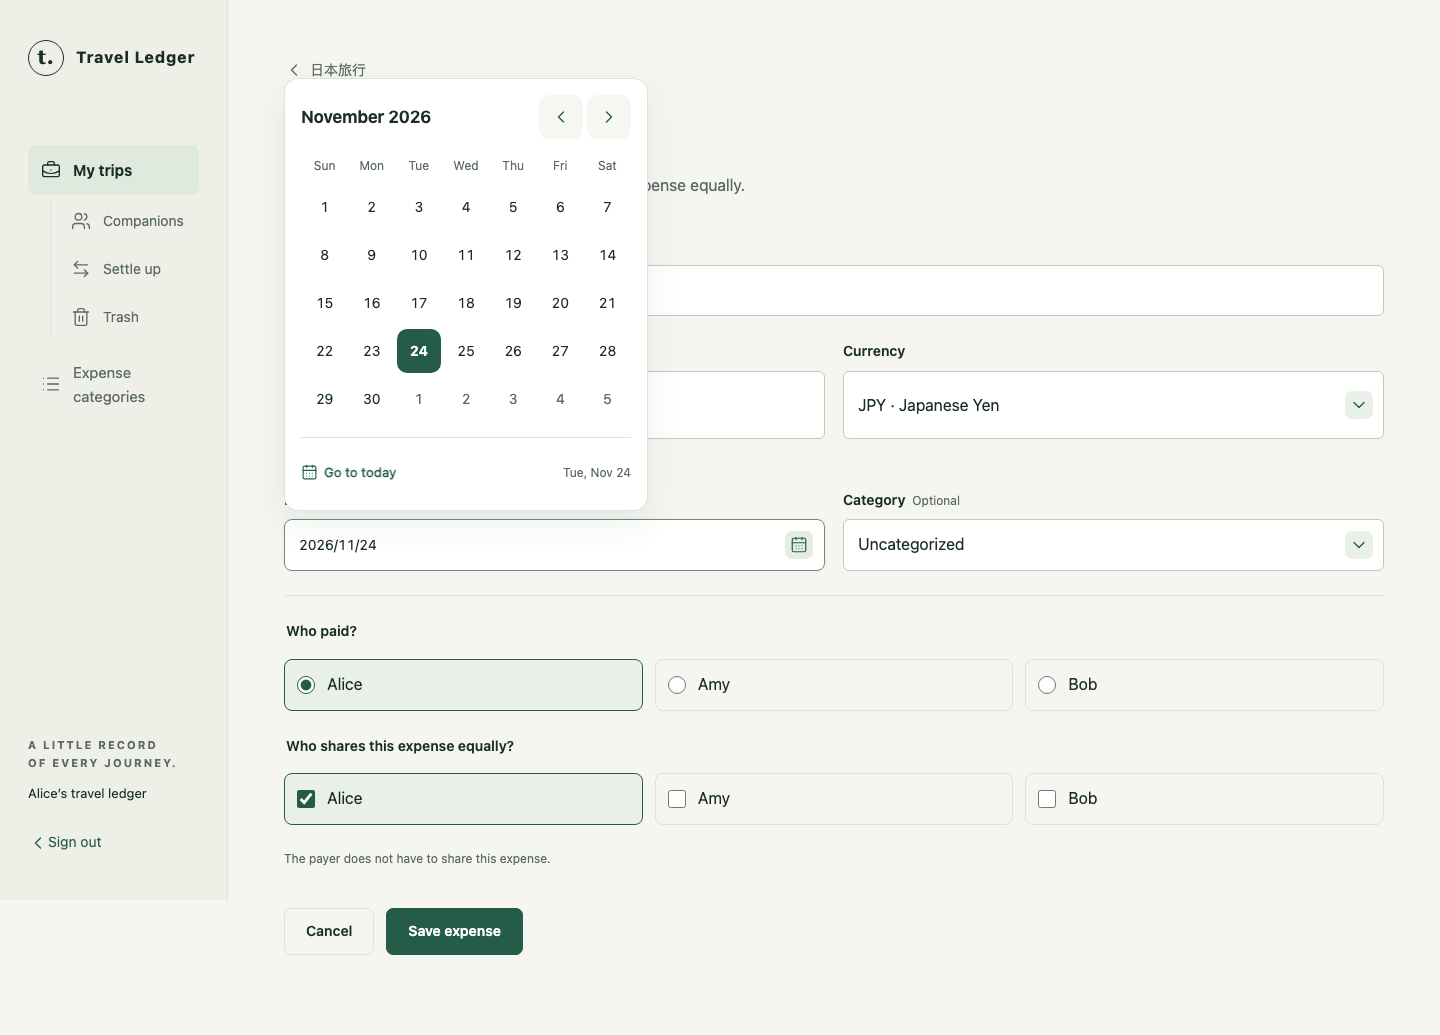 t. Travel Ledger
My trips
Companions
Settle up
Trash
Expense
categories
A LITTLE RECORD
OF EVERY JOURNEY.
Alice's travel ledger
Sign out
日本旅行
November 2026
Sun Mon Tue Wed Thu Fri Sat
1 2 3 4 5 6 7
8 9 10 11 12 13 14
15 16 17 18 19 20 21
22 23 24 25 26 27 28
29 30 1 2 3 4 5
Go to today Tue, Nov 24
equally.
Currency
JPY · Japanese Yen
2026/11/24
Category Optional
Uncategorized
Who paid?
Alice Amy Bob
Who shares this expense equally?
Alice Amy Bob
The payer does not have to share this expense.
Cancel Save expense